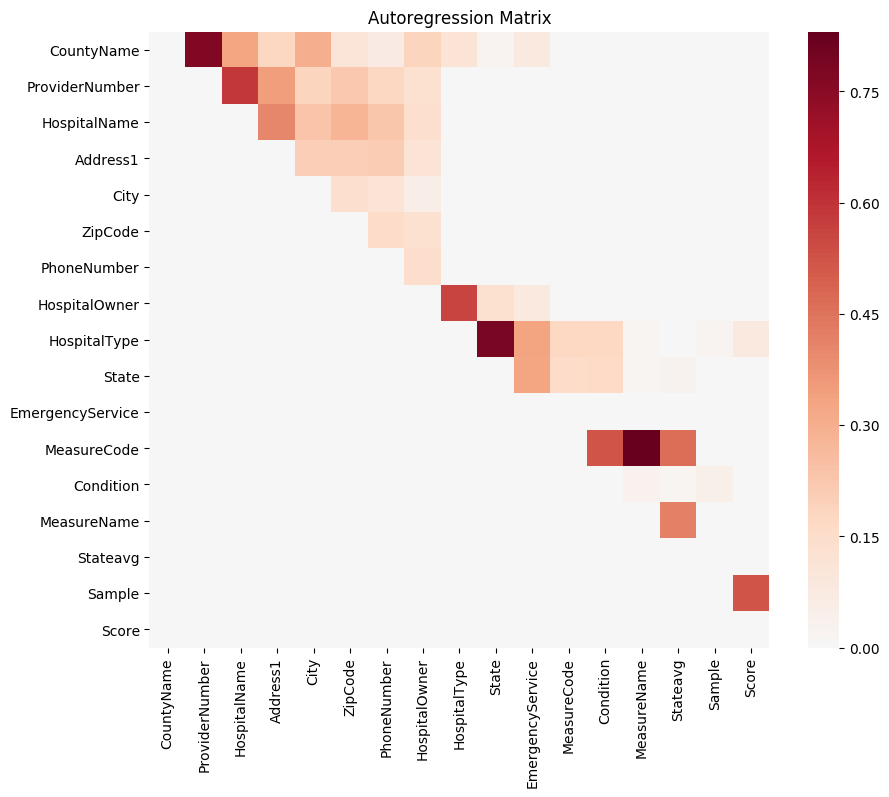 Autoregression Matrix
CountyName
ProviderNumber
HospitalName
Address1
City
ZipCode
PhoneNumber
HospitalOwner
HospitalType
State
EmergencyService
MeasureCode
Condition
MeasureName
Stateavg
Sample
Score
CountyName
ProviderNumber
HospitalName
Address1
City
ZipCode
PhoneNumber
HospitalOwner
HospitalType
State
EmergencyService
MeasureCode
Condition
MeasureName
Stateavg
Sample
Score
0.75
0.60
0.45
0.30
0.15
0.00